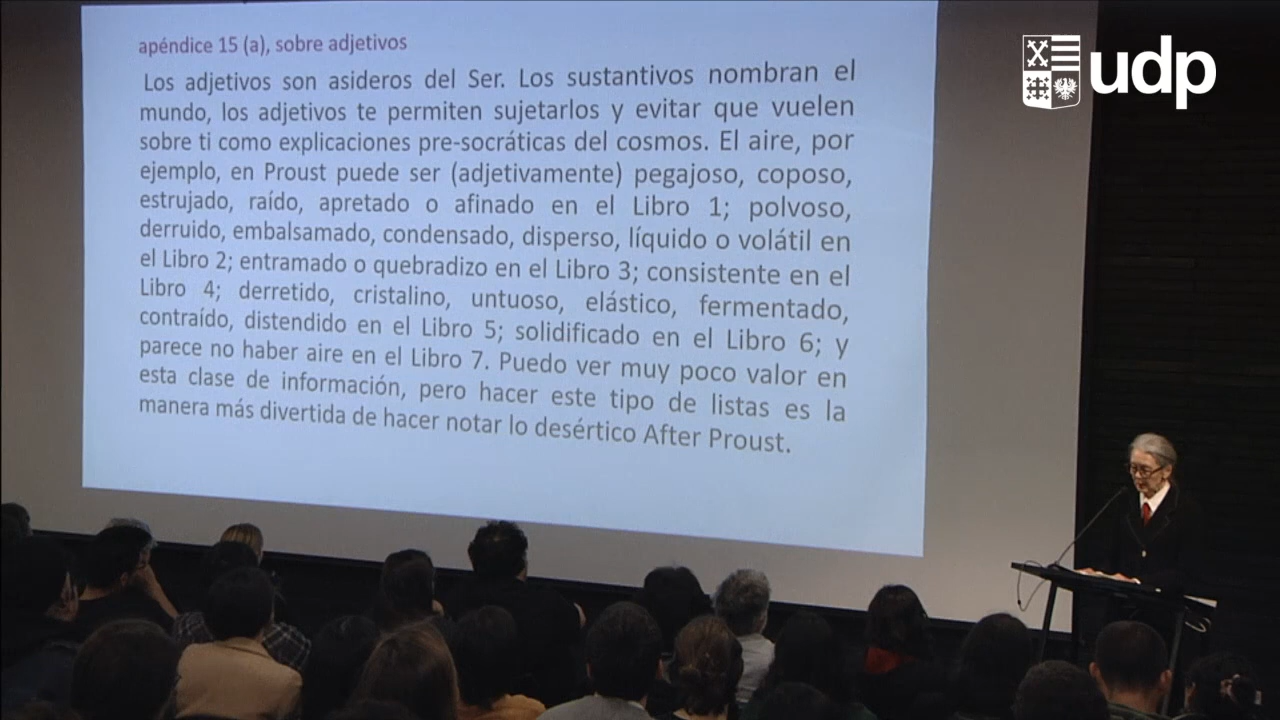 apéndice 15 (a), sobre adjetivos
Los adjetivos son asideros del Ser. Los sustantivos nombran el
mundo, los adjetivos te permiten sujetarlos y evitar que vuelen
sobre ti como explicaciones pre-socráticas del cosmos. El aire, por
ejemplo, en Proust puede ser (adjetivamente) pegajoso, coposo,
estrujado, raído, apretado o afinado en el Libro 1; polvoso,
derruido, embalsamado, condensado, disperso, líquido o volátil en
el Libro 2; entramado o quebradizo en el Libro 3; consistente en el
Libro 4; derretido, cristalino, untuoso, elástico, fermentado,
contraído, distendido en el Libro 5; solidificado en el Libro 6; y
parece no haber aire en el Libro 7. Puedo ver muy poco valor en
esta clase de información, pero hacer este tipo de listas es la
manera más divertida de hacer notar lo desértico After Proust.
udp